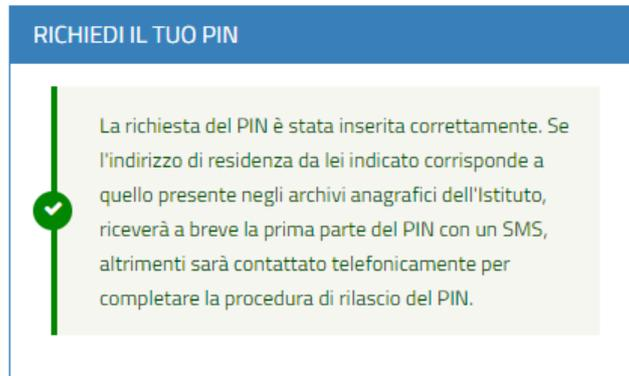 RICHIEDI IL TUO PIN
La richiesta del PIN è stata inserita correttamente. Se
l'indirizzo di residenza da lei indicato corrisponde a
quello presente negli archivi anagrafici dell'Istituto,
riceverà a breve la prima parte del PIN con un SMS,
altrimenti sarà contattato telefonicamente per
completare la procedura di rilascio del PIN.